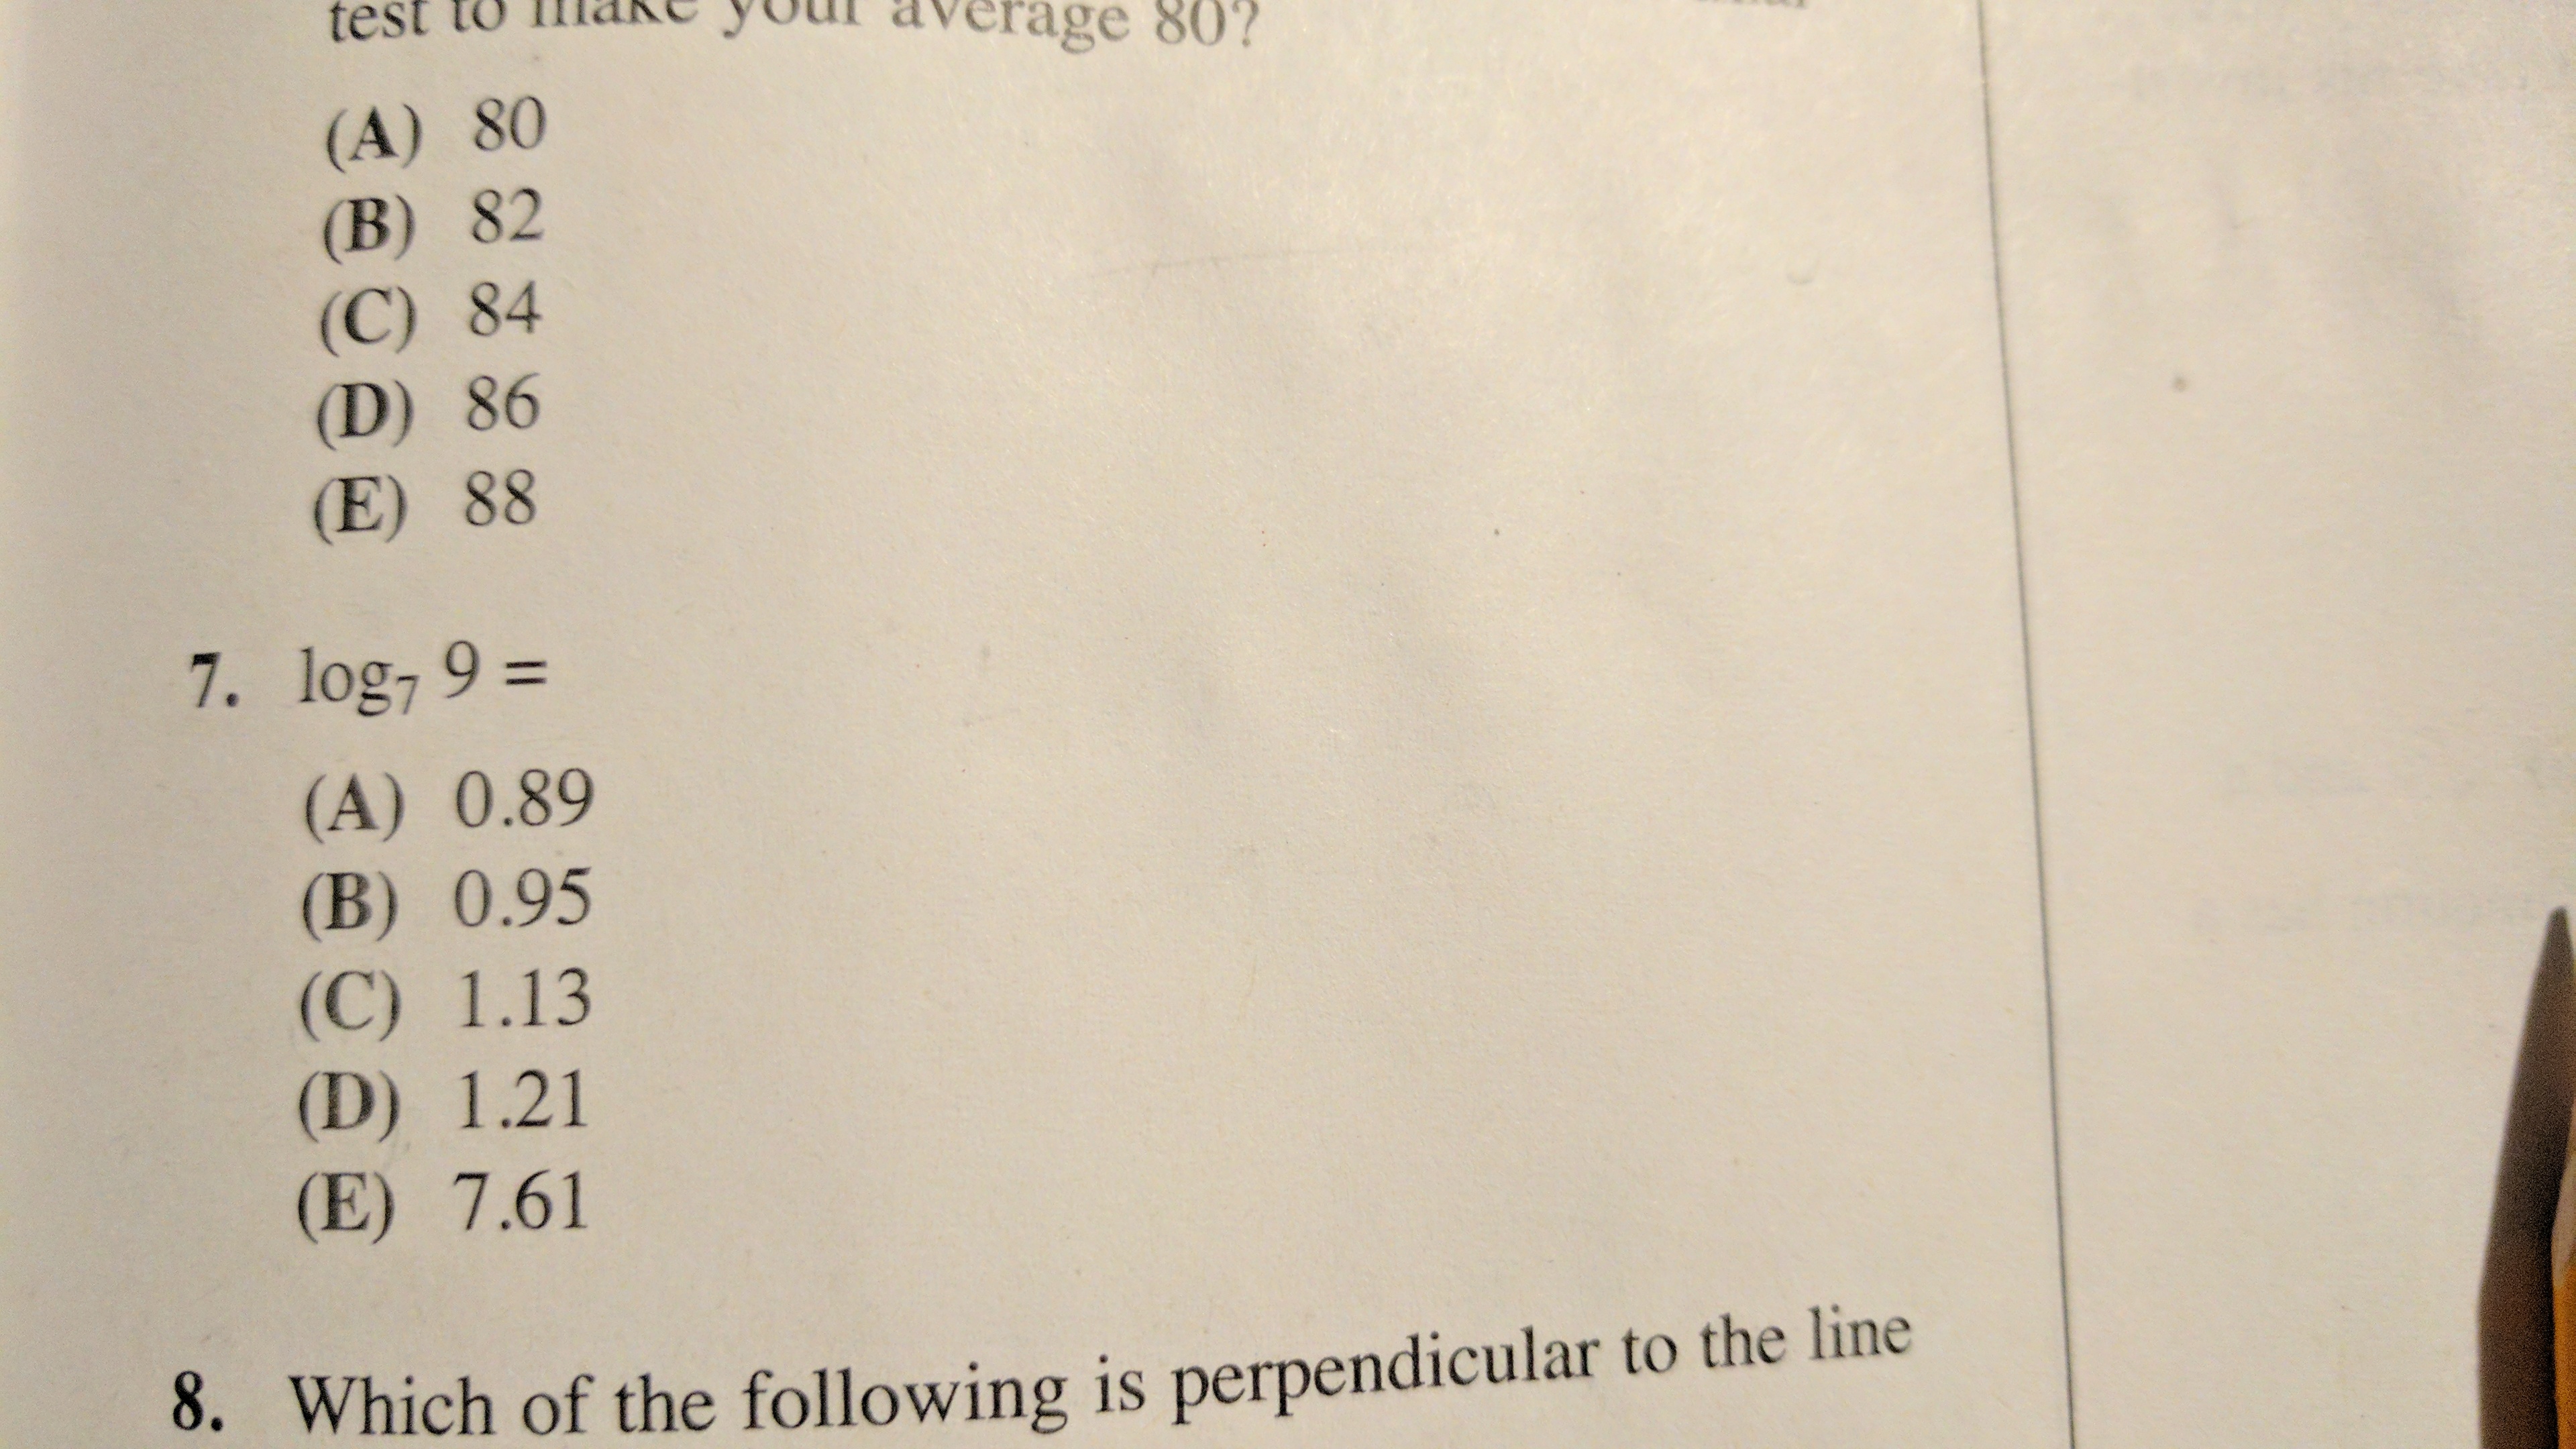 test to make your average 80?
(A) 80
(B) 82
(C) 84
(D) 86
(E) 88
7. log₇ 9 =
(A) 0.89
(B) 0.95
(C) 1.13
(D) 1.21
(E) 7.61
8. Which of the following is perpendicular to the line